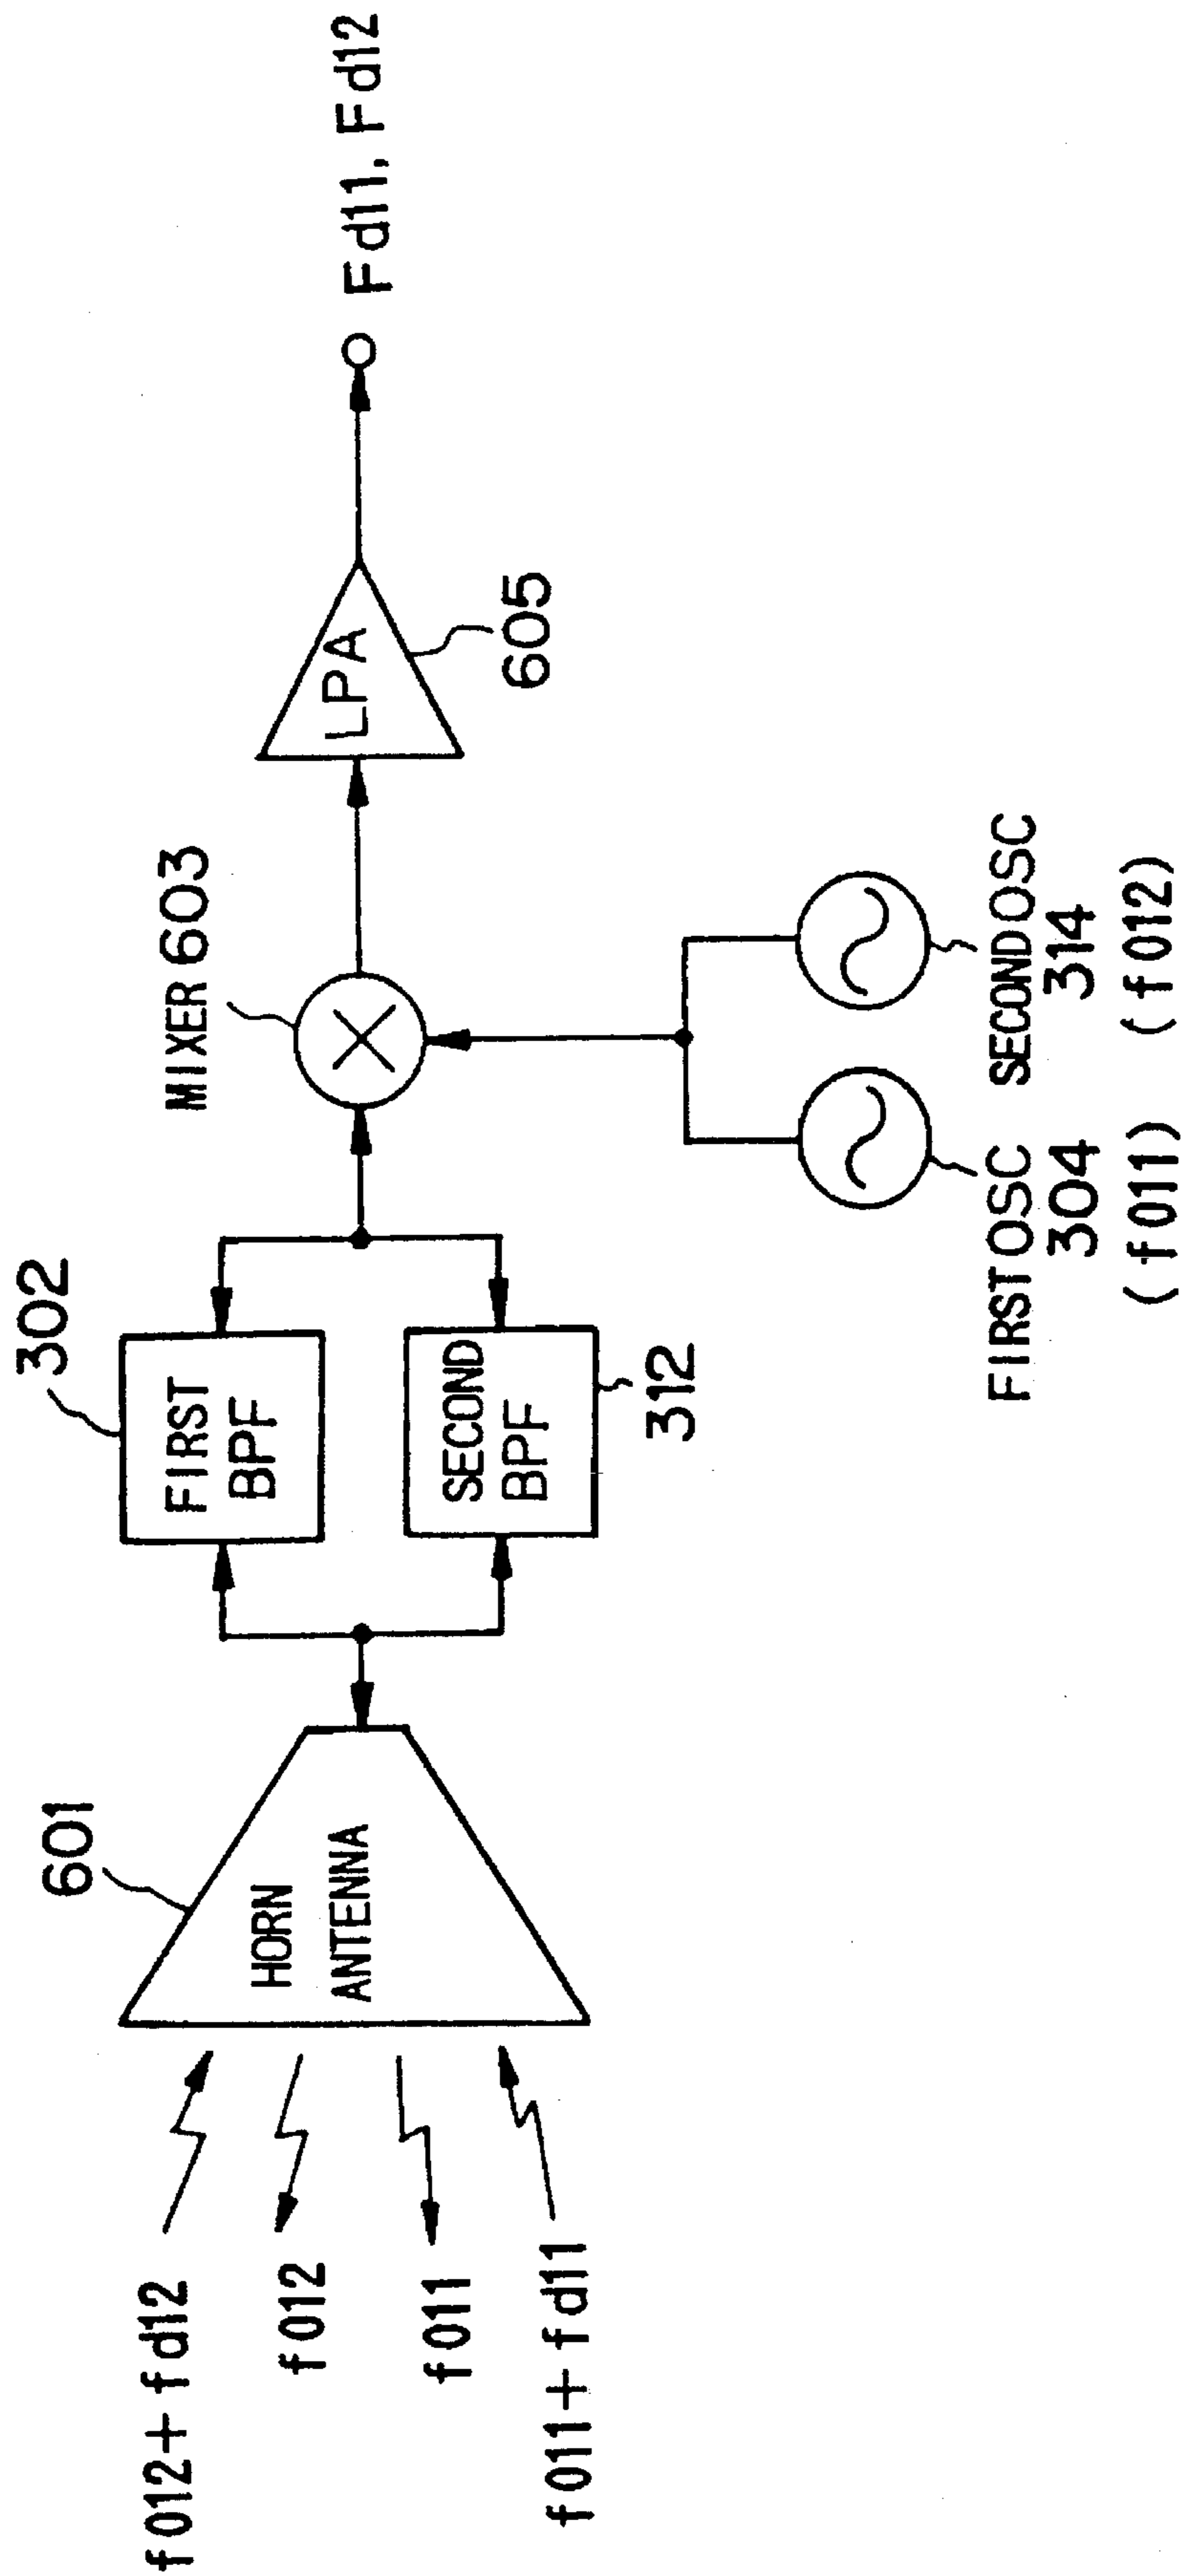 f012+fd12
f012
f011
f011+fd11
601
HORN
ANTENNA
302
FIRST
BPF
SECOND
BPF
312
MIXER 603
LPA
605
Fd11, Fd12
FIRST OSC
304
(f011)
SECOND OSC
314
(f012)